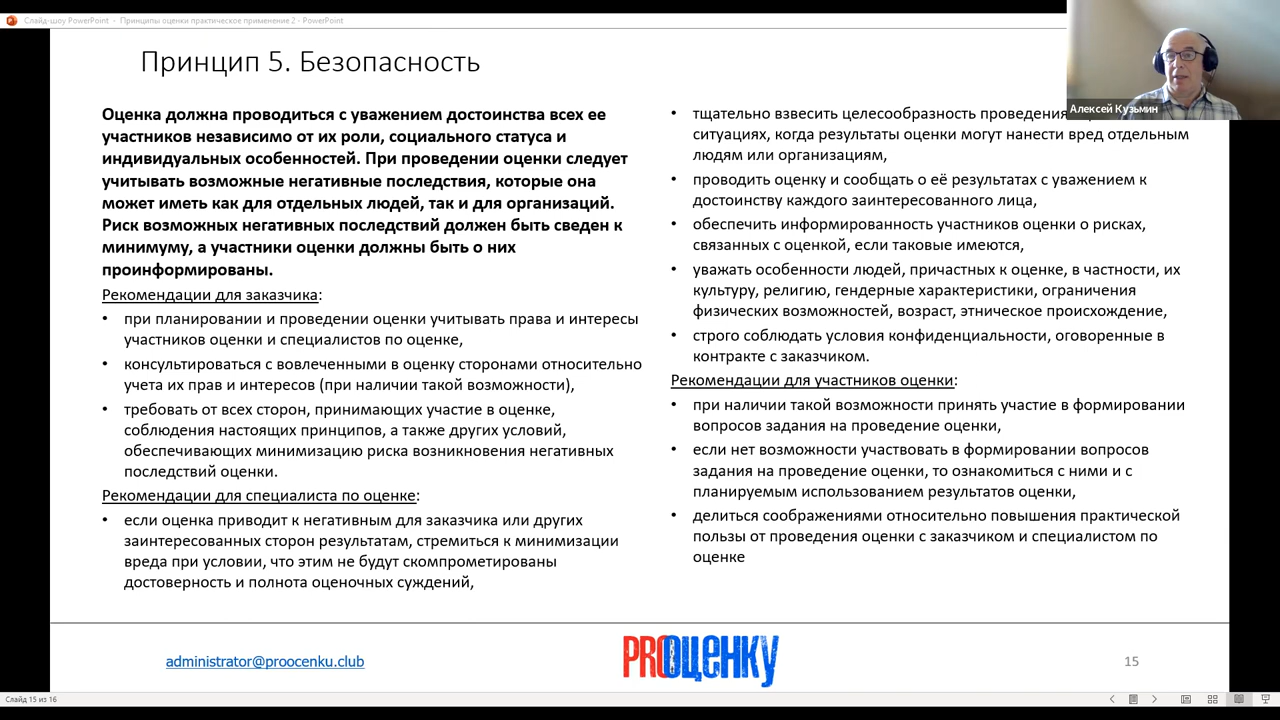 Слайд-шоу PowerPoint - Принципы оценки практическое применение 2 - PowerPoint
Алексей Кузьмин
Принцип 5. Безопасность
Оценка должна проводиться с уважением достоинства всех ее
участников независимо от их роли, социального статуса и
индивидуальных особенностей. При проведении оценки следует
учитывать возможные негативные последствия, которые она
может иметь как для отдельных людей, так и для организаций.
Риск возможных негативных последствий должен быть сведен к
минимуму, а участники оценки должны быть о них
проинформированы.
Рекомендации для заказчика:
• при планировании и проведении оценки учитывать права и интересы
участников оценки и специалистов по оценке,
• консультироваться с вовлеченными в оценку сторонами относительно
учета их прав и интересов (при наличии такой возможности),
• требовать от всех сторон, принимающих участие в оценке,
соблюдения настоящих принципов, а также других условий,
обеспечивающих минимизацию риска возникновения негативных
последствий оценки.
Рекомендации для специалиста по оценке:
• если оценка приводит к негативным для заказчика или других
заинтересованных сторон результатам, стремиться к минимизации
вреда при условии, что этим не будут скомпрометированы
достоверность и полнота оценочных суждений,
• тщательно взвесить целесообразность проведения
ситуациях, когда результаты оценки могут нанести вред отдельным
людям или организациям,
• проводить оценку и сообщать о её результатах с уважением к
достоинству каждого заинтересованного лица,
• обеспечить информированность участников оценки о рисках,
связанных с оценкой, если таковые имеются,
• уважать особенности людей, причастных к оценке, в частности, их
культуру, религию, гендерные характеристики, ограничения
физических возможностей, возраст, этническое происхождение,
• строго соблюдать условия конфиденциальности, оговоренные в
контракте с заказчиком.
Рекомендации для участников оценки:
• при наличии такой возможности принять участие в формировании
вопросов задания на проведение оценки,
• если нет возможности участвовать в формировании вопросов
задания на проведение оценки, то ознакомиться с ними и с
планируемым использованием результатов оценки,
• делиться соображениями относительно повышения практической
пользы от проведения оценки с заказчиком и специалистом по
оценке
administrator@proocenku.club
PROОЦЕНКУ
15
Слайд 15 из 16